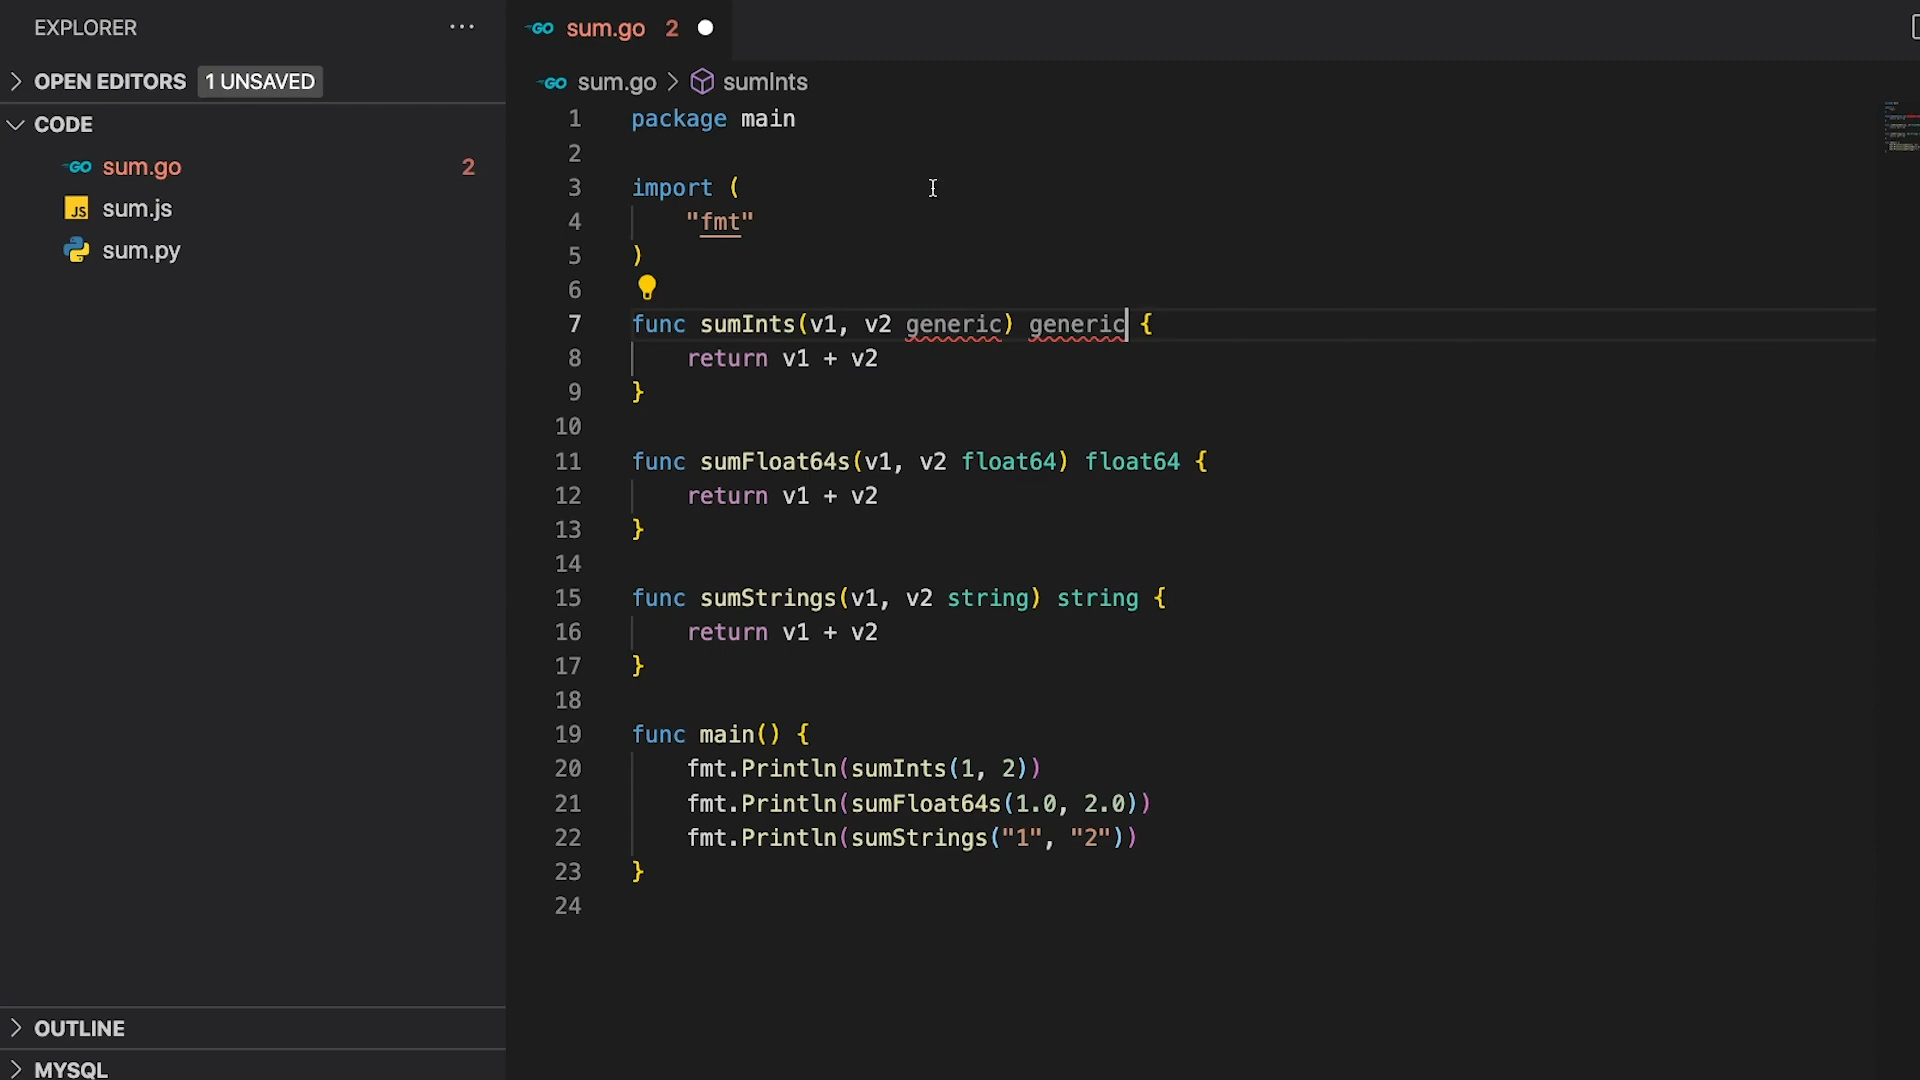 EXPLORER
···
OPEN EDITORS 1 UNSAVED
CODE
GO sum.go 2
JS sum.js
sum.py
OUTLINE
MYSQL
GO sum.go 2
GO sum.go > sumInts
1 package main
2
3 import (
4 "fmt"
5 )
6
7 func sumInts(v1, v2 generic) generic {
8 return v1 + v2
9 }
10
11 func sumFloat64s(v1, v2 float64) float64 {
12 return v1 + v2
13 }
14
15 func sumStrings(v1, v2 string) string {
16 return v1 + v2
17 }
18
19 func main() {
20 fmt.Println(sumInts(1, 2))
21 fmt.Println(sumFloat64s(1.0, 2.0))
22 fmt.Println(sumStrings("1", "2"))
23 }
24